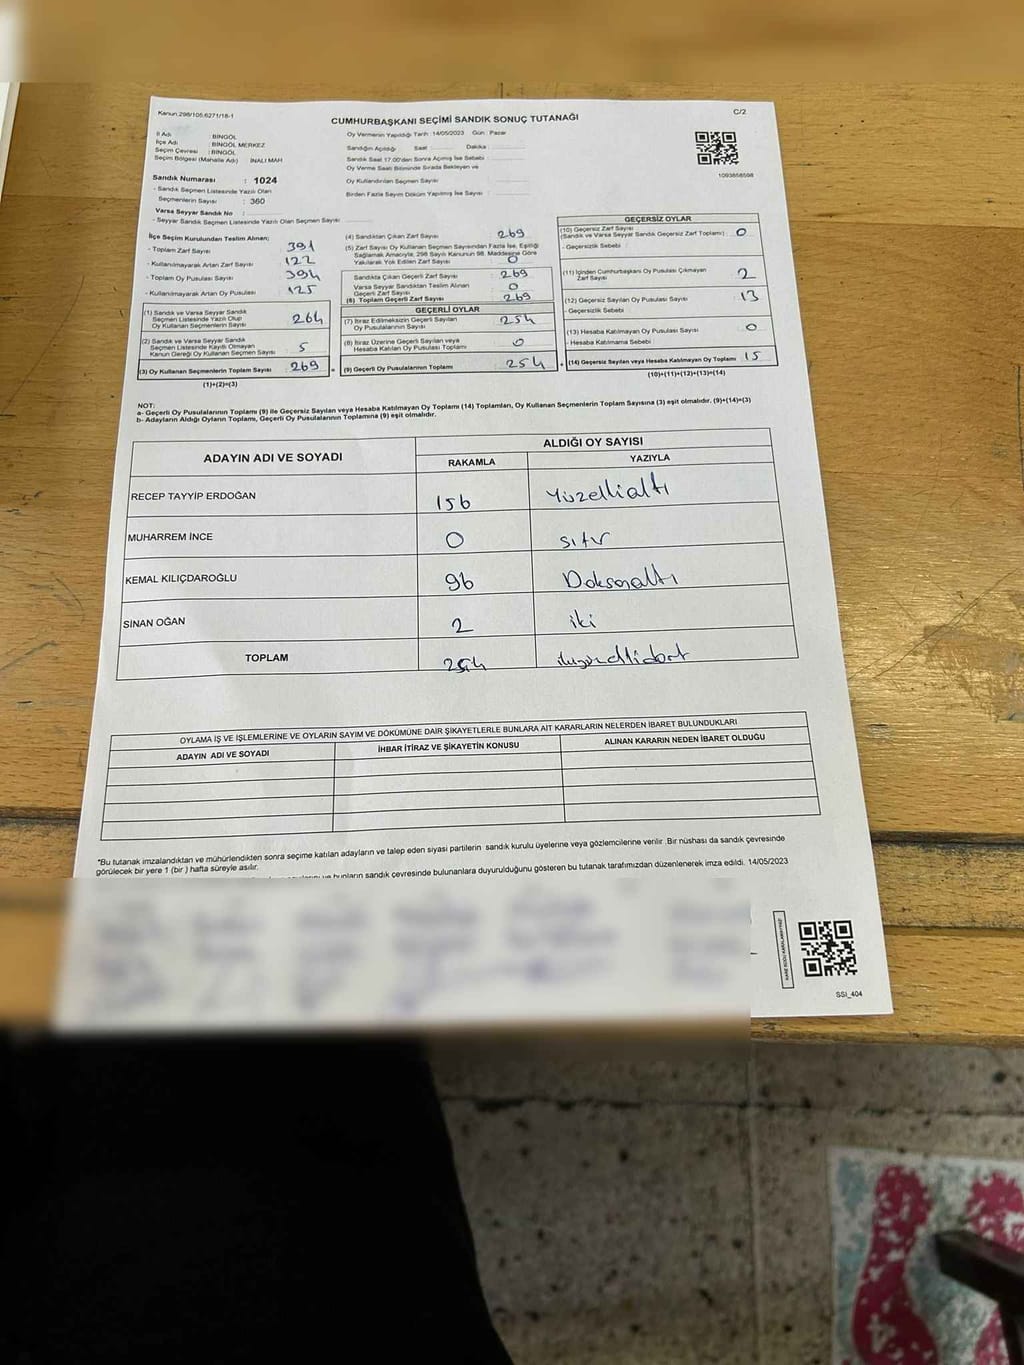 Kanun.298/105.6271/18-1
CUMHURBAŞKANI SEÇİMİ SANDIK SONUÇ TUTANAĞI
C/2
İl Adı : BİNGÖL
İlçe Adı : BİNGÖL MERKEZ
Seçim Çevresi : BİNGÖL
Seçim Bölgesi (Mahalle Adı) İNALI MAH
Sandık Numarası : 1024
- Sandık Seçmen Listesinde Yazılı Olan
Seçmenlerin Sayısı : 360
Varsa Seyyar Sandık No :
- Seyyar Sandık Seçmen Listesinde Yazılı Olan Seçmen Sayısı
Oy Vermenin Yapıldığı Tarih :14/05/2023 Gün : Pazar
Sandığın Açıldığı Saat : Dakika :
Sandık Saat 17.00'den Sonra Açılmış İse Sebebi :
Oy Verme Saati Bitiminde Sırada Bekleyen ve
Oy Kullandırılan Seçmen Sayısı :
Birden Fazla Sayım Döküm Yapılmış İse Sayısı :
1093858598
İlçe Seçim Kurulundan Teslim Alınan;
- Toplam Zarf Sayısı : 391
- Kullanılmayarak Artan Zarf Sayısı : 122
- Toplam Oy Pusulası Sayısı : 394
- Kullanılmayarak Artan Oy Pusulası : 125
(1) Sandık ve Varsa Seyyar Sandık
Seçmen Listesinde Yazılı Olup
Oy Kullanan Seçmenlerin Sayısı : 264
(2) Sandık ve Varsa Seyyar Sandık
Seçmen Listesinde Kayıtlı Olmayan
Kanun Gereği Oy Kullanan Seçmen Sayısı : 5
(3) Oy Kullanan Seçmenlerin Toplam Sayısı : 269
(1)+(2)=(3)
(4) Sandıktan Çıkan Zarf Sayısı : 269
(5) Zarf Sayısı Oy Kullanan Seçmen Sayısından Fazla İse, Eşitliği
Sağlamak Amacıyla, 298 Sayılı Kanunun 98. Maddesine Göre
Yakılarak Yok Edilen Zarf Sayısı : 0
Sandıkta Çıkan Geçerli Zarf Sayısı : 269
Varsa Seyyar Sandıktan Teslim Alınan
Geçerli Zarf Sayısı : 0
(6) Toplam Geçerli Zarf Sayısı : 269
GEÇERLİ OYLAR
(7) İtiraz Edilmeksizin Geçerli Sayılan
Oy Pusulalarının Sayısı : 254
(8) İtiraz Üzerine Geçerli Sayılan veya
Hesaba Katılan Oy Pusulası Toplamı : 0
(9) Geçerli Oy Pusulalarının Toplamı : 254
GEÇERSİZ OYLAR
(10) Geçersiz Zarf Sayısı
(Sandık ve Varsa Seyyar Sandık Geçersiz Zarf Toplamı) : 0
- Geçersizlik Sebebi :
(11) İçinden Cumhurbaşkanı Oy Pusulası Çıkmayan
Zarf Sayısı : 2
(12) Geçersiz Sayılan Oy Pusulası Sayısı : 13
- Geçersizlik Sebebi :
(13) Hesaba Katılmayan Oy Pusulası Sayısı : 0
- Hesaba Katılmama Sebebi :
(14) Geçersiz Sayılan veya Hesaba Katılmayan Oy Toplamı : 15
(10)+(11)+(12)+(13)=(14)
NOT:
a- Geçerli Oy Pusulalarının Toplamı (9) ile Geçersiz Sayılan veya Hesaba Katılmayan Oy Toplamı (14) Toplamları, Oy Kullanan Seçmenlerin Toplam Sayısına (3) eşit olmalıdır. (9)+(14)=(3)
b- Adayların Aldığı Oyların Toplamı, Geçerli Oy Pusulalarının Toplamına (9) eşit olmalıdır.
ADAYIN ADI VE SOYADI
ALDIĞI OY SAYISI
RAKAMLA YAZIYLA
RECEP TAYYİP ERDOĞAN 156 Yüzellialtı
MUHARREM İNCE 0 sıfır
KEMAL KILIÇDAROĞLU 96 Doksanaltı
SİNAN OĞAN 2 iki
TOPLAM 254 ikiyüzellidört
OYLAMA İŞ VE İŞLEMLERİNE VE OYLARIN SAYIM VE DÖKÜMÜNE DAİR ŞİKAYETLERLE BUNLARA AİT KARARLARIN NELERDEN İBARET BULUNDUKLARI
ADAYIN ADI VE SOYADI İHBAR İTİRAZ VE ŞİKAYETİN KONUSU ALINAN KARARIN NEDEN İBARET OLDUĞU
*Bu tutanak imzalandıktan ve mühürlendikten sonra seçime katılan adayların ve talep eden siyasi partilerin sandık kurulu üyelerine veya gözlemcilerine verilir .Bir nüshası da sandık çevresinde
görülecek bir yere 1 (bir ) hafta süreyle asılır.
ve bunların sandık çevresinde bulunanlara duyurulduğunu gösteren bu tutanak tarafımızdan düzenlenerek imza edildi. 14/05/2023
SSI_404